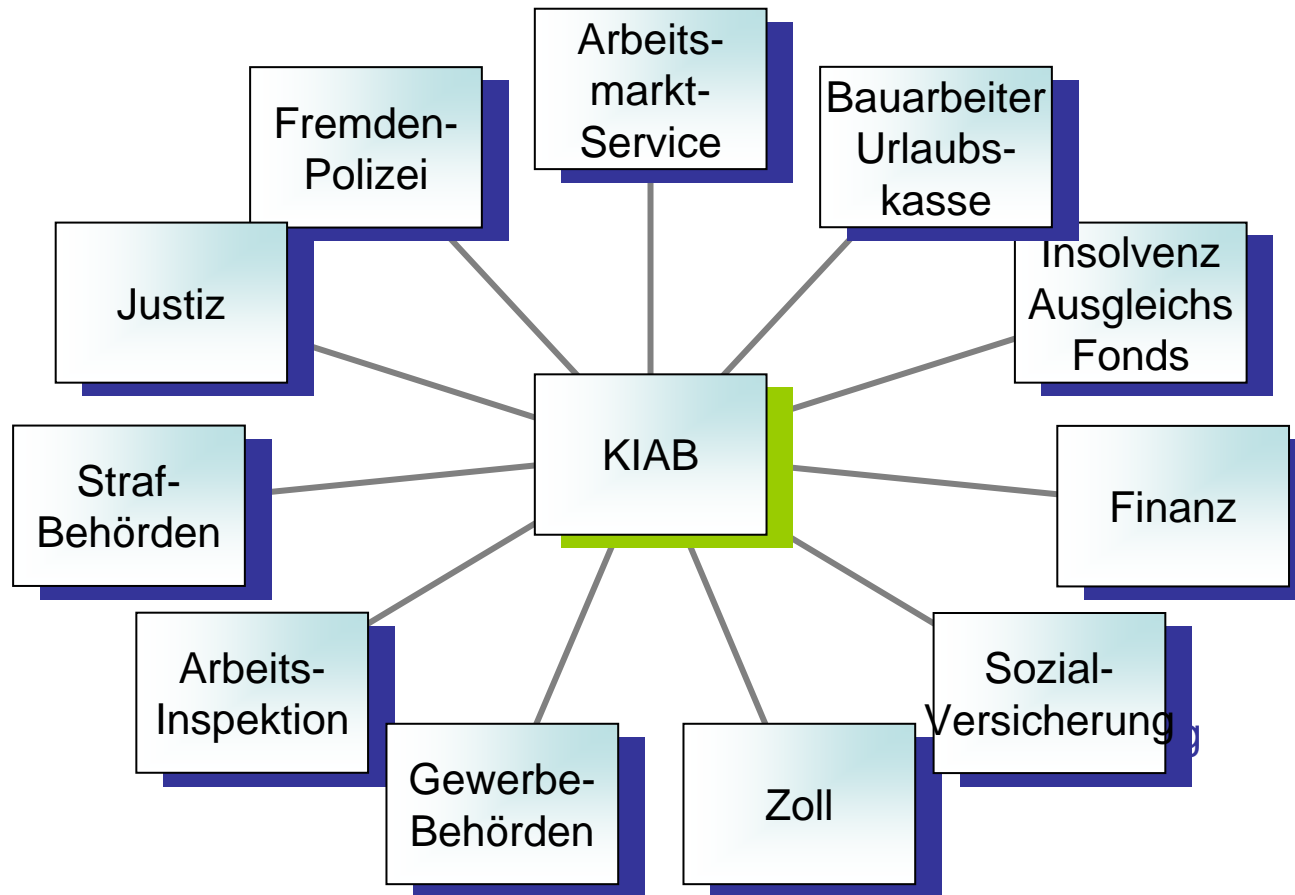 Arbeits-
markt-
Service
Fremden-
Polizei
Bauarbeiter
Urlaubs-
kasse
Justiz
Insolvenz
Ausgleichs
Fonds
KIAB
Straf-
Behörden
Finanz
Arbeits-
Inspektion
Sozial-
Versicherung
Gewerbe-
Behörden
Zoll